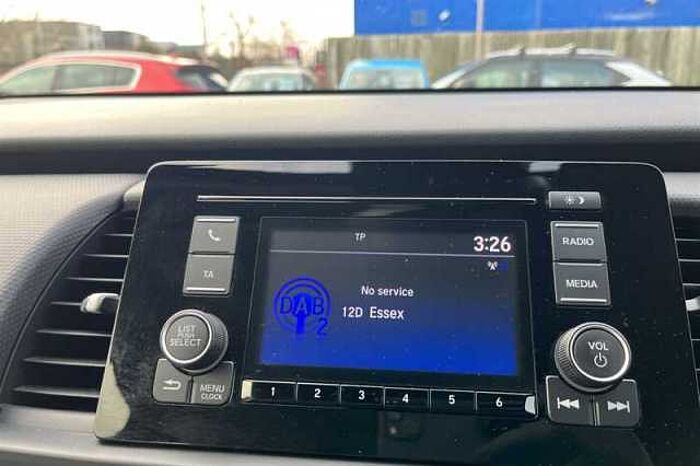 TP
3:26
RADIO
TA
No service
MEDIA
DAB
2
12D Essex
LIST
PUSH
SELECT
VOL
MENU
CLOCK
1 2 3 4 5 6